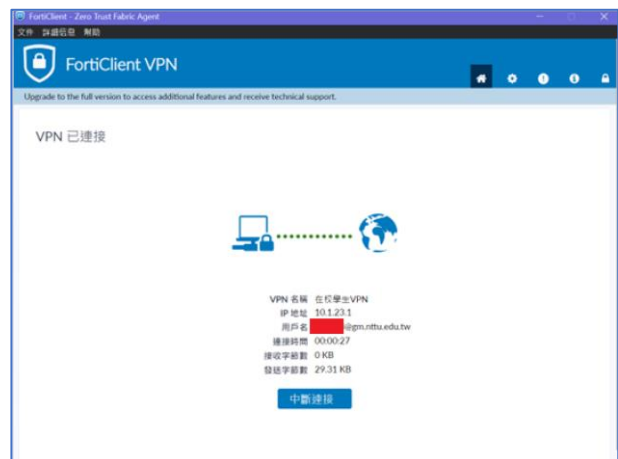 FortiClient - Zero Trust Fabric Agent
文件 詳細信息 幫助
FortiClient VPN
Upgrade to the full version to access additional features and receive technical support.
VPN 已連接
VPN 名稱 在校學生VPN
IP 地址 10.1.23.1
用戶名 @gm.nttu.edu.tw
連接時間 00:00:27
接收字節數 0 KB
發送字節數 29.31 KB
中斷連接